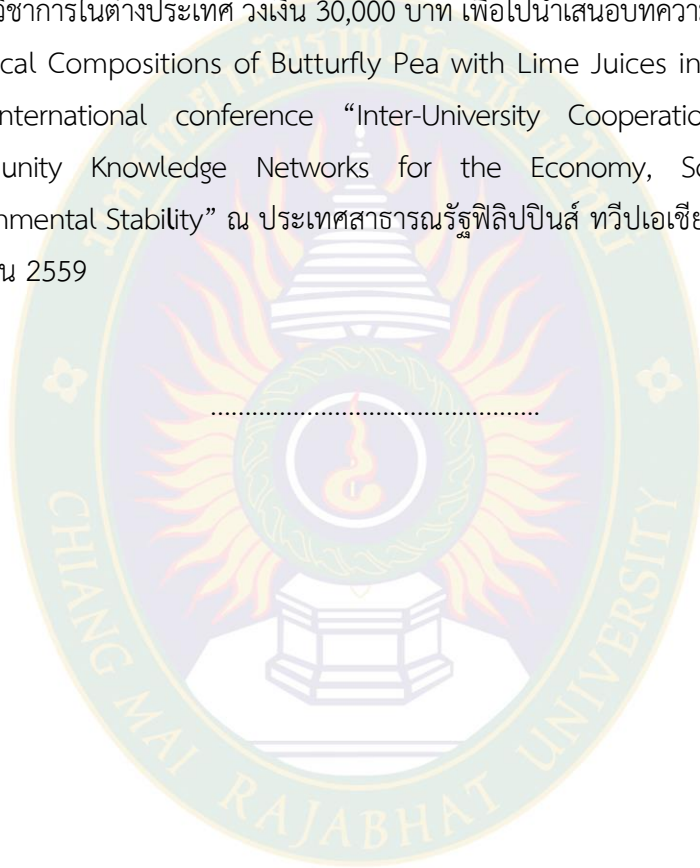 วิชาการในต่างประเทศ วงเงิน 30,000 บาท เพื่อไปนำเสนอบทความ
cal Compositions of Butturfly Pea with Lime Juices in
nternational conference “Inter-University Cooperatio
unity Knowledge Networks for the Economy, So
nmental Stability” ณ ประเทศสาธารณรัฐฟิลิปปินส์ ทวีปเอเชีย
น 2559
...............................................
CHIANG MAI RAJABHAT UNIVERSITY